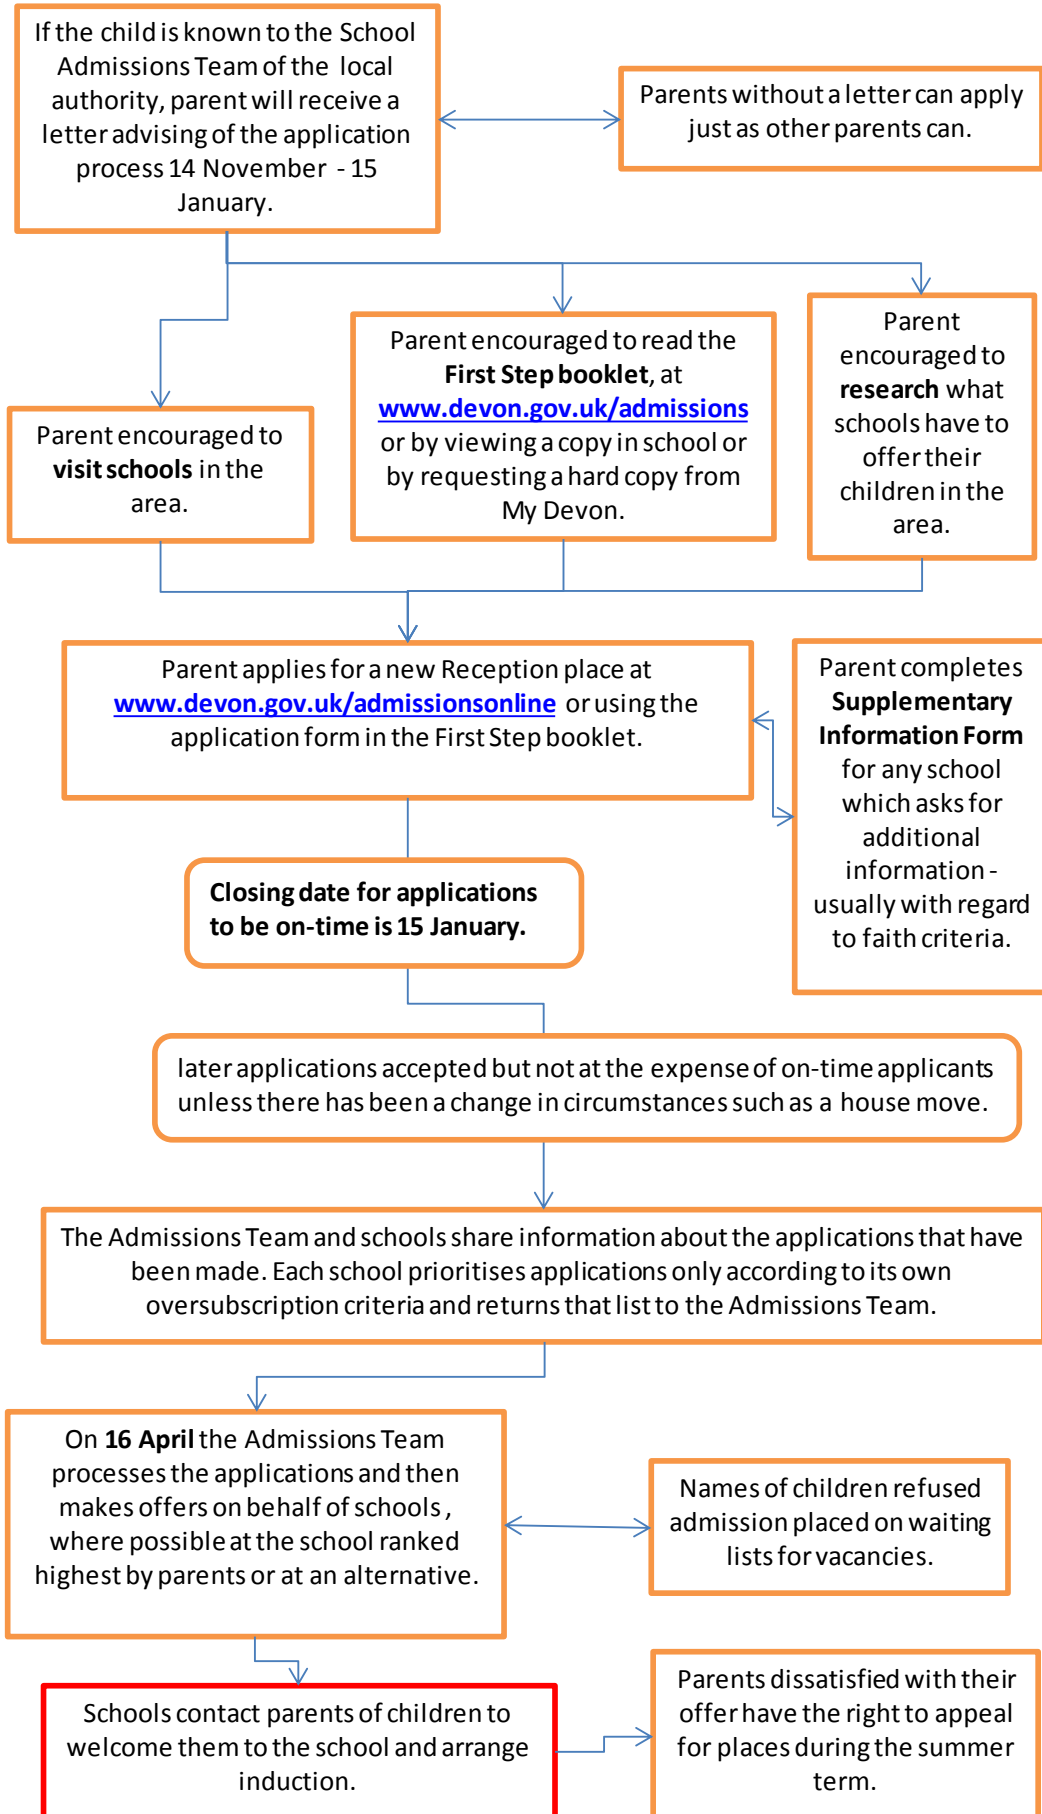 If the child is known to the School
Admissions Team of the local
authority, parent will receive a
letter advising of the application
process 14 November - 15
January.
Parents without a letter can apply
just as other parents can.
Parent encouraged to
visit schools in the
area.
Parent encouraged to read the
First Step booklet, at
www.devon.gov.uk/admissions
or by viewing a copy in school or
by requesting a hard copy from
My Devon.
Parent
encouraged to
research what
schools have to
offer their
children in the
area.
Parent applies for a new Reception place at
www.devon.gov.uk/admissionsonline or using the
application form in the First Step booklet.
Parent completes
Supplementary
Information Form
for any school
which asks for
additional
information -
usually with regard
to faith criteria.
Closing date for applications
to be on-time is 15 January.
later applications accepted but not at the expense of on-time applicants
unless there has been a change in circumstances such as a house move.
The Admissions Team and schools share information about the applications that have
been made. Each school prioritises applications only according to its own
oversubscription criteria and returns that list to the Admissions Team.
On 16 April the Admissions Team
processes the applications and then
makes offers on behalf of schools ,
where possible at the school ranked
highest by parents or at an alternative.
Names of children refused
admission placed on waiting
lists for vacancies.
Schools contact parents of children to
welcome them to the school and arrange
induction.
Parents dissatisfied with their
offer have the right to appeal
for places during the summer
term.